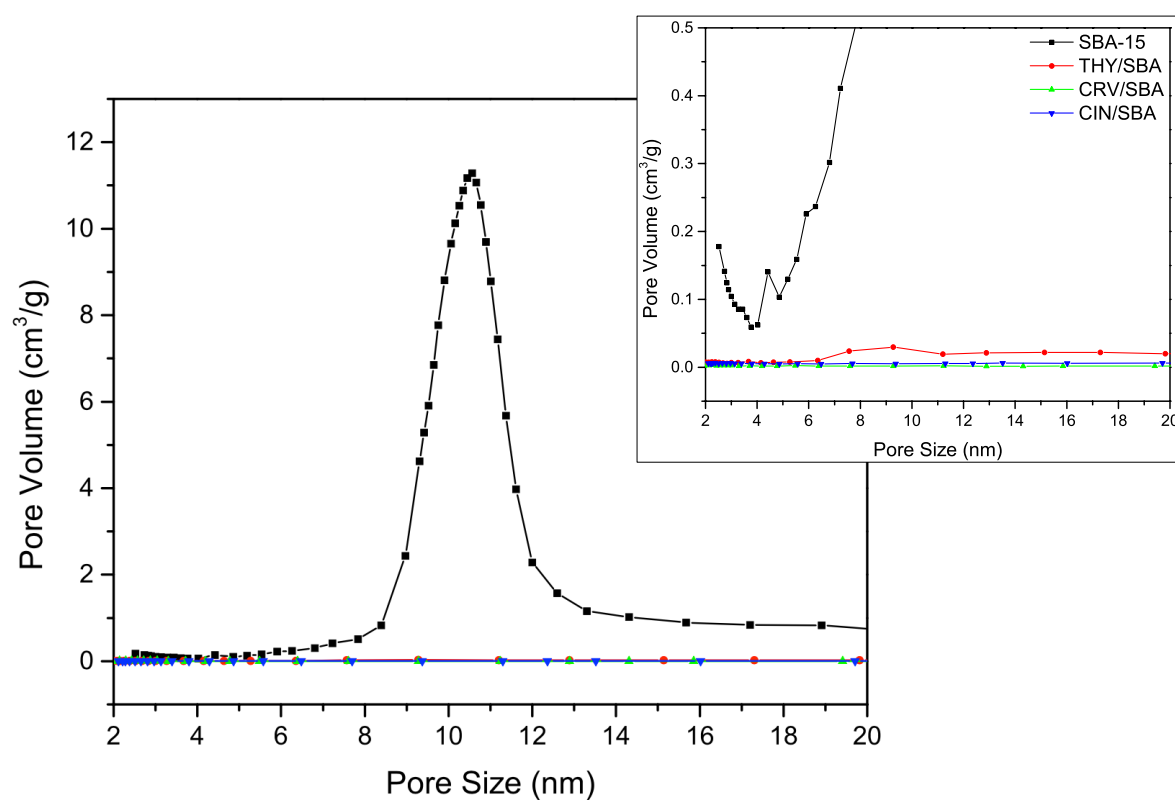 0.5
0.4
0.3
0.2
0.1
0.0
Pore Volume (cm³/g)
2 4 6 8 10 12 14 16 18 20
Pore Size (nm)
SBA-15
THY/SBA
CRV/SBA
CIN/SBA
12
10
8
6
4
2
0
Pore Volume (cm³/g)
2 4 6 8 10 12 14 16 18 20
Pore Size (nm)